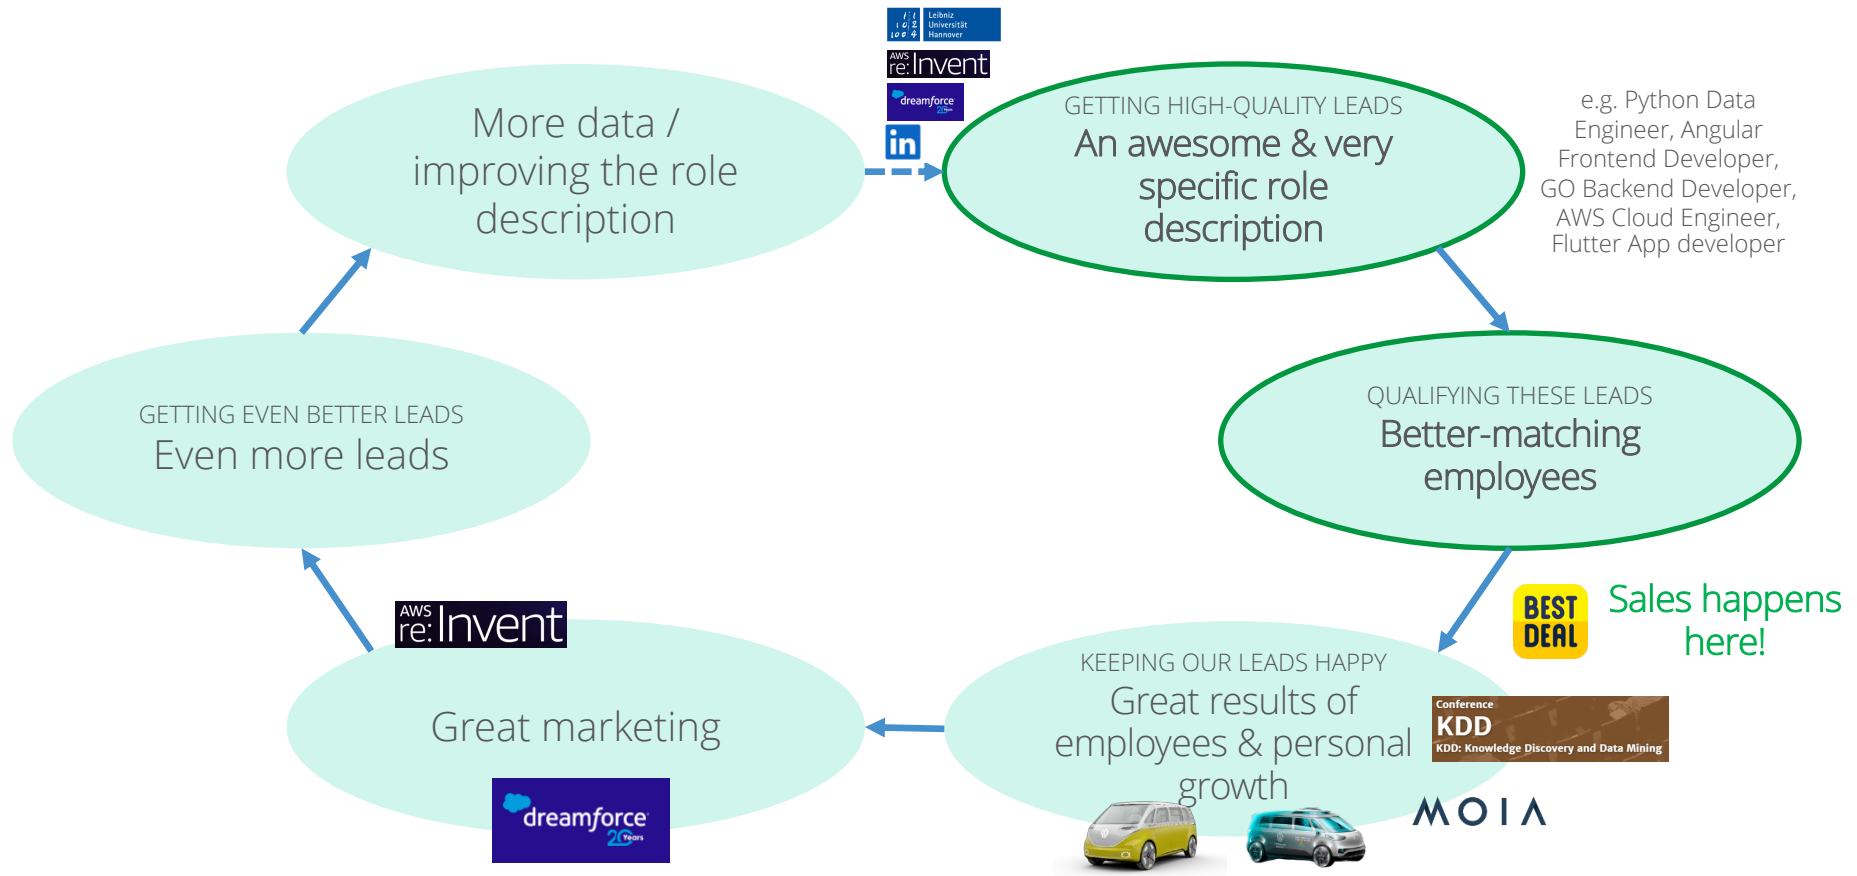 Leibniz
Universität
Hannover
AWS
re:Invent
dreamforce
20 Years
in
More data /
improving the role
description
GETTING HIGH-QUALITY LEADS
An awesome & very
specific role
description
e.g. Python Data
Engineer, Angular
Frontend Developer,
GO Backend Developer,
AWS Cloud Engineer,
Flutter App developer
GETTING EVEN BETTER LEADS
Even more leads
QUALIFYING THESE LEADS
Better-matching
employees
BEST
DEAL
Sales happens
here!
AWS
re:Invent
Great marketing
dreamforce
20 Years
KEEPING OUR LEADS HAPPY
Great results of
employees & personal
growth
Conference
KDD
KDD: Knowledge Discovery and Data Mining
MOIA